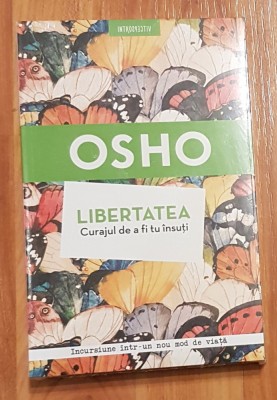 INTROSPECTIV
OSHO
LIBERTATEA
Curajul de a fi tu însuți
Incursiune într-un nou mod de viață